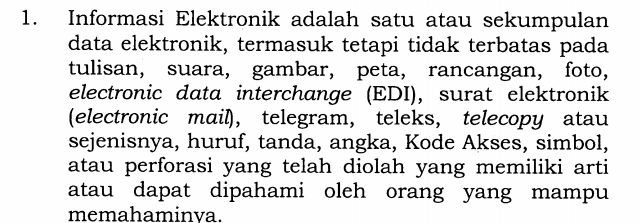 1. Informasi Elektronik adalah satu atau sekumpulan
data elektronik, termasuk tetapi tidak terbatas pada
tulisan, suara, gambar, peta, rancangan, foto,
electronic data interchange (EDI), surat elektronik
(electronic mail), telegram, teleks, telecopy atau
sejenisnya, huruf, tanda, angka, Kode Akses, simbol,
atau perforasi yang telah diolah yang memiliki arti
atau dapat dipahami oleh orang yang mampu
memahaminya.